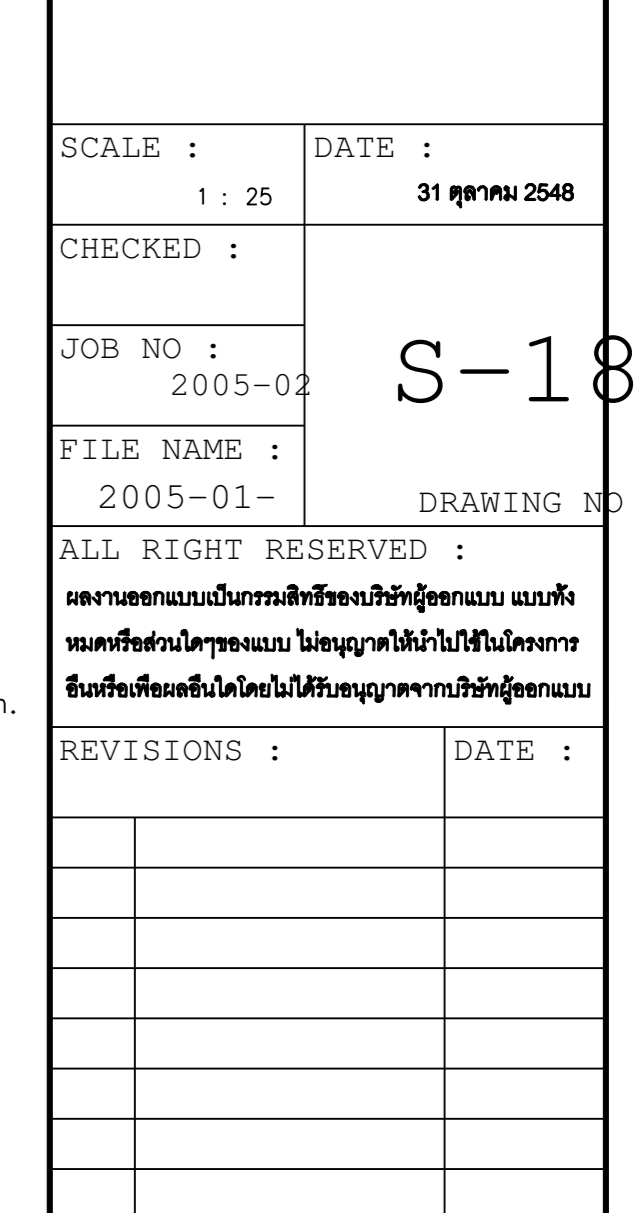 SCALE :
1 : 25
DATE :
31 ตุลาคม 2548
CHECKED :
JOB NO :
2005-02
S-18
FILE NAME :
2005-01-
DRAWING NO
ALL RIGHT RESERVED :
ผลงานออกแบบเป็นกรรมสิทธิ์ของบริษัทผู้ออกแบบ แบบทั้ง
หมดหรือส่วนใดๆของแบบ ไม่อนุญาตให้นำไปใช้ในโครงการ
อื่นหรือเพื่อผลอื่นใดโดยไม่ได้รับอนุญาตจากบริษัทผู้ออกแบบ
REVISIONS :
DATE :